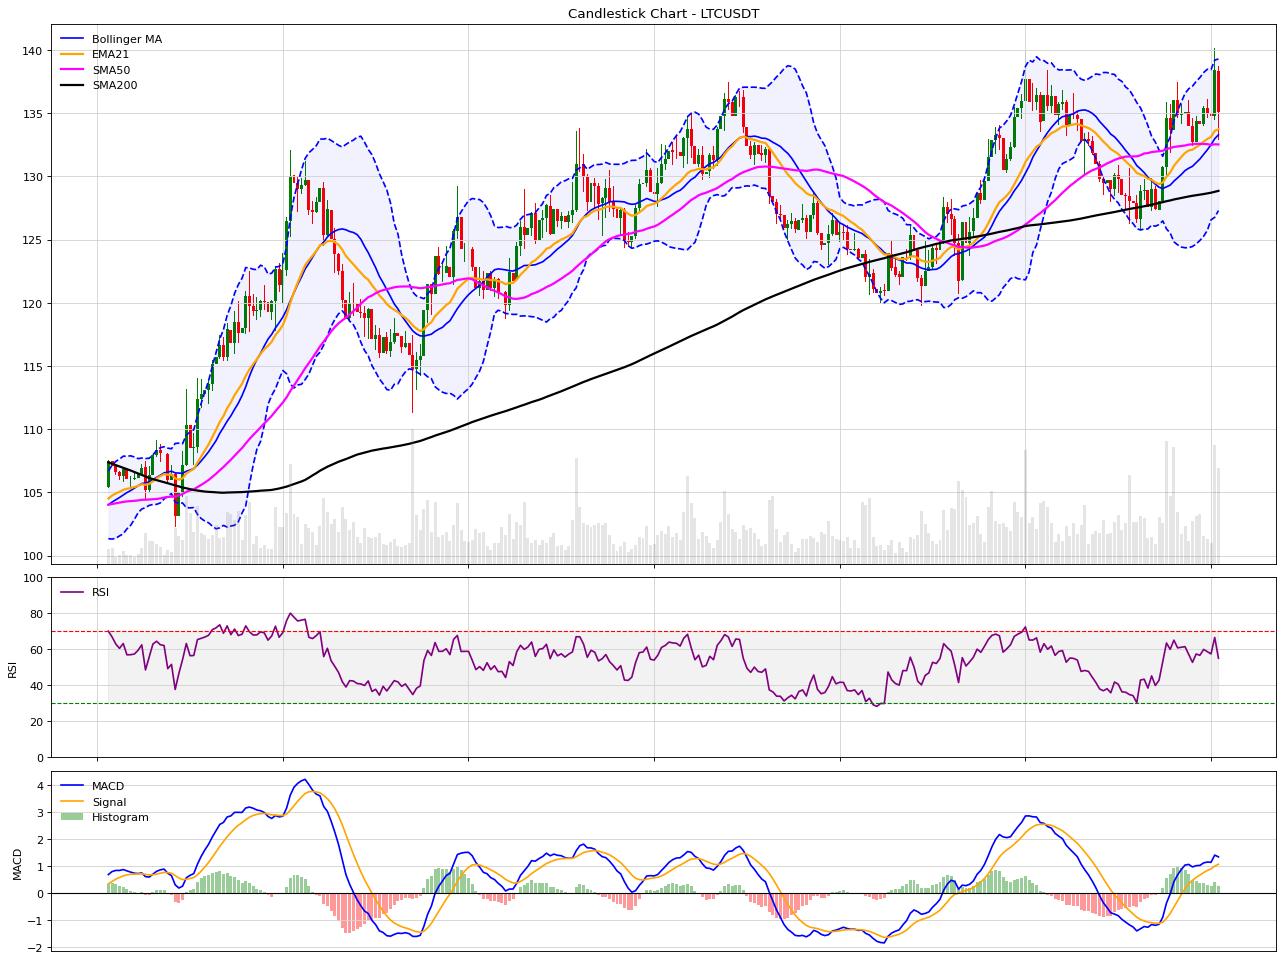 Candlestick Chart - LTCUSDT
Bollinger MA
EMA21
SMA50
SMA200
140
135
130
125
120
115
110
105
100
RSI
100
80
60
40
20
0
RSI
MACD
Signal
Histogram
4
3
2
1
0
−1
−2
MACD